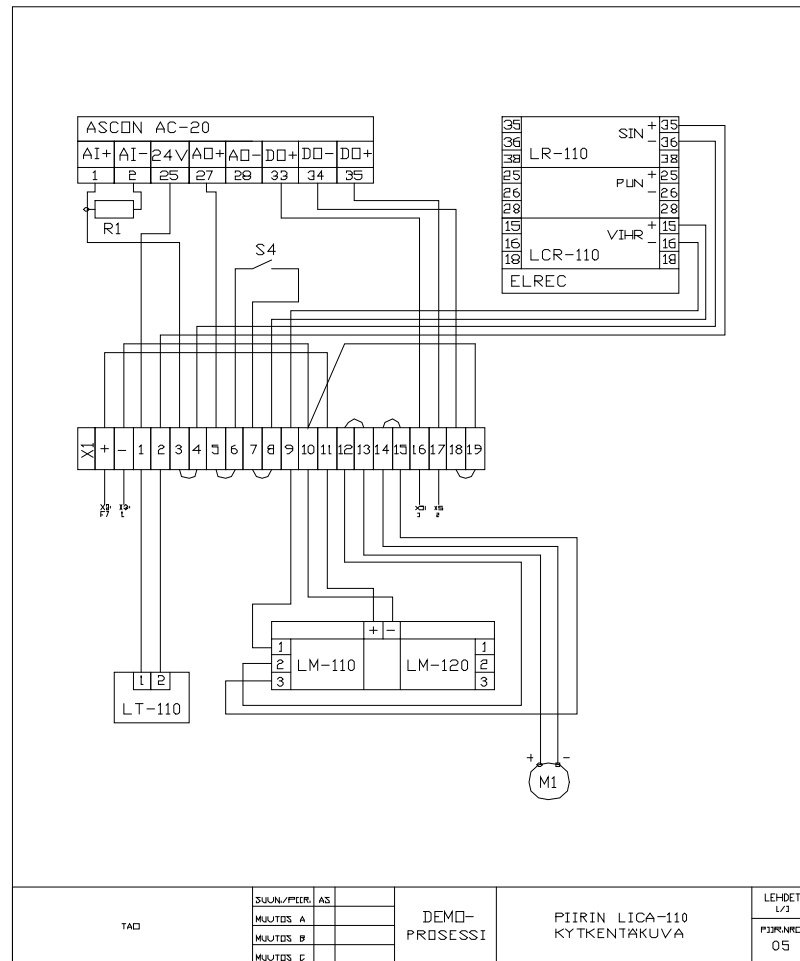 ASCON AC-20
AI+ AI- 24V AO+ AO- DO+ DO- DO+
1 2 25 27 28 33 34 35
R1
S4
35 SIN + 35
36 LR-110 - 36
38 38
25 PUN + 25
26 - 26
28 28
15 VIHR + 15
16 LCR-110 - 16
18 18
ELREC
X1 + - 1 2 3 4 5 6 7 8 9 10 11 12 13 14 15 16 17 18 19
+ -
1 1
2 LM-110 LM-120 2
3 3
1 2
LT-110
+ -
M1
TAO
SUUN./PIIR. AS
MUUTOS A
MUUTOS B
MUUTOS C
DEMO-
PROSESSI
PIIRIN LICA-110
KYTKENTÄKUVA
LEHDET
1/1
PIIR.NRO
05